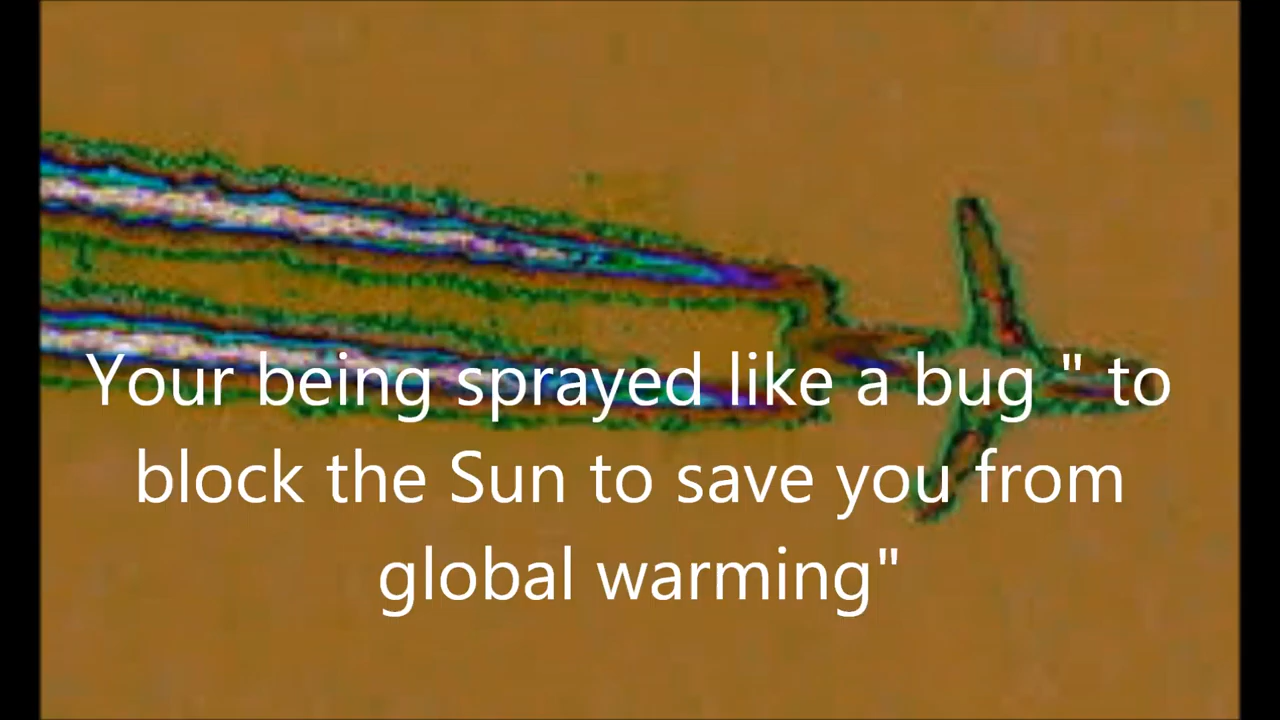 Your being sprayed like a bug " to
block the Sun to save you from
global warming"